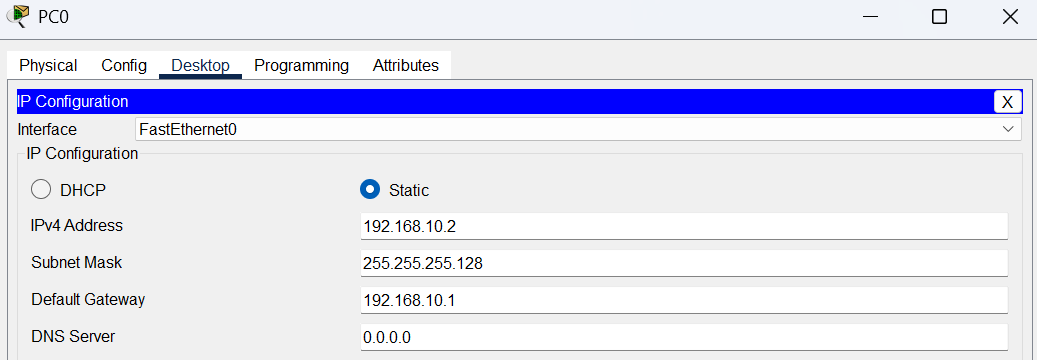 PC0
Physical Config Desktop Programming Attributes
IP Configuration X
Interface FastEthernet0
IP Configuration
DHCP Static
IPv4 Address 192.168.10.2
Subnet Mask 255.255.255.128
Default Gateway 192.168.10.1
DNS Server 0.0.0.0